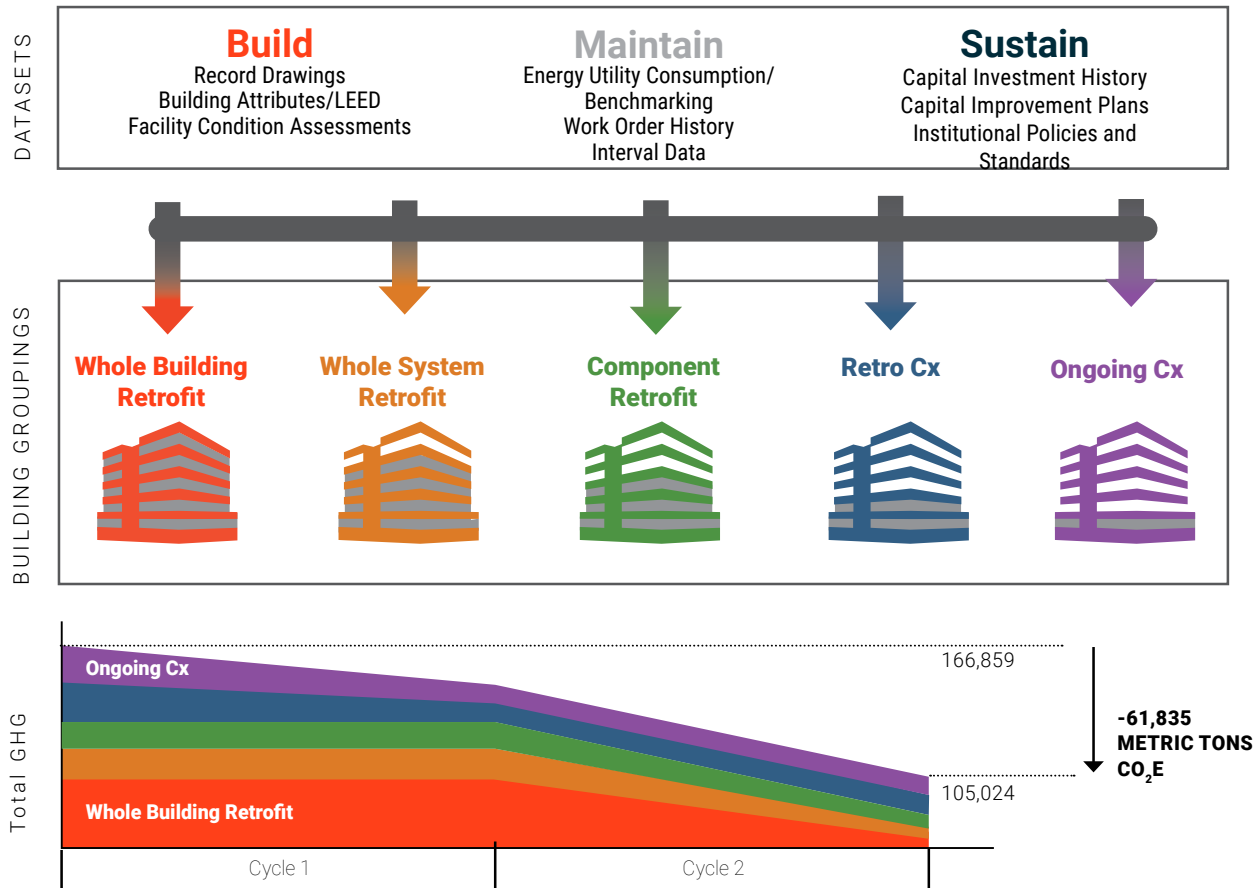 DATASETS
Build
Record Drawings
Building Attributes/LEED
Facility Condition Assessments
Maintain
Energy Utility Consumption/
Benchmarking
Work Order History
Interval Data
Sustain
Capital Investment History
Capital Improvement Plans
Institutional Policies and
Standards
BUILDING GROUPINGS
Whole Building
Retrofit
Whole System
Retrofit
Component
Retrofit
Retro Cx
Ongoing Cx
Total GHG
Ongoing Cx
Whole Building Retrofit
166,859
105,024
-61,835
METRIC TONS
CO₂E
Cycle 1
Cycle 2